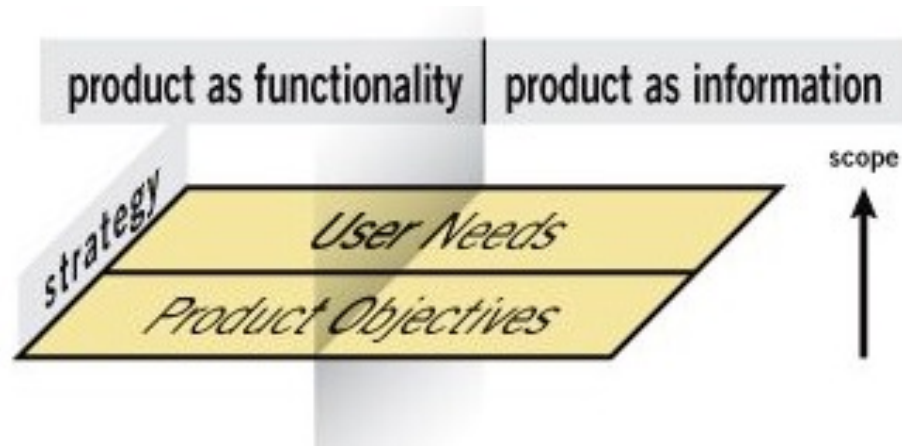 product as functionality
product as information
scope
strategy
User Needs
Product Objectives